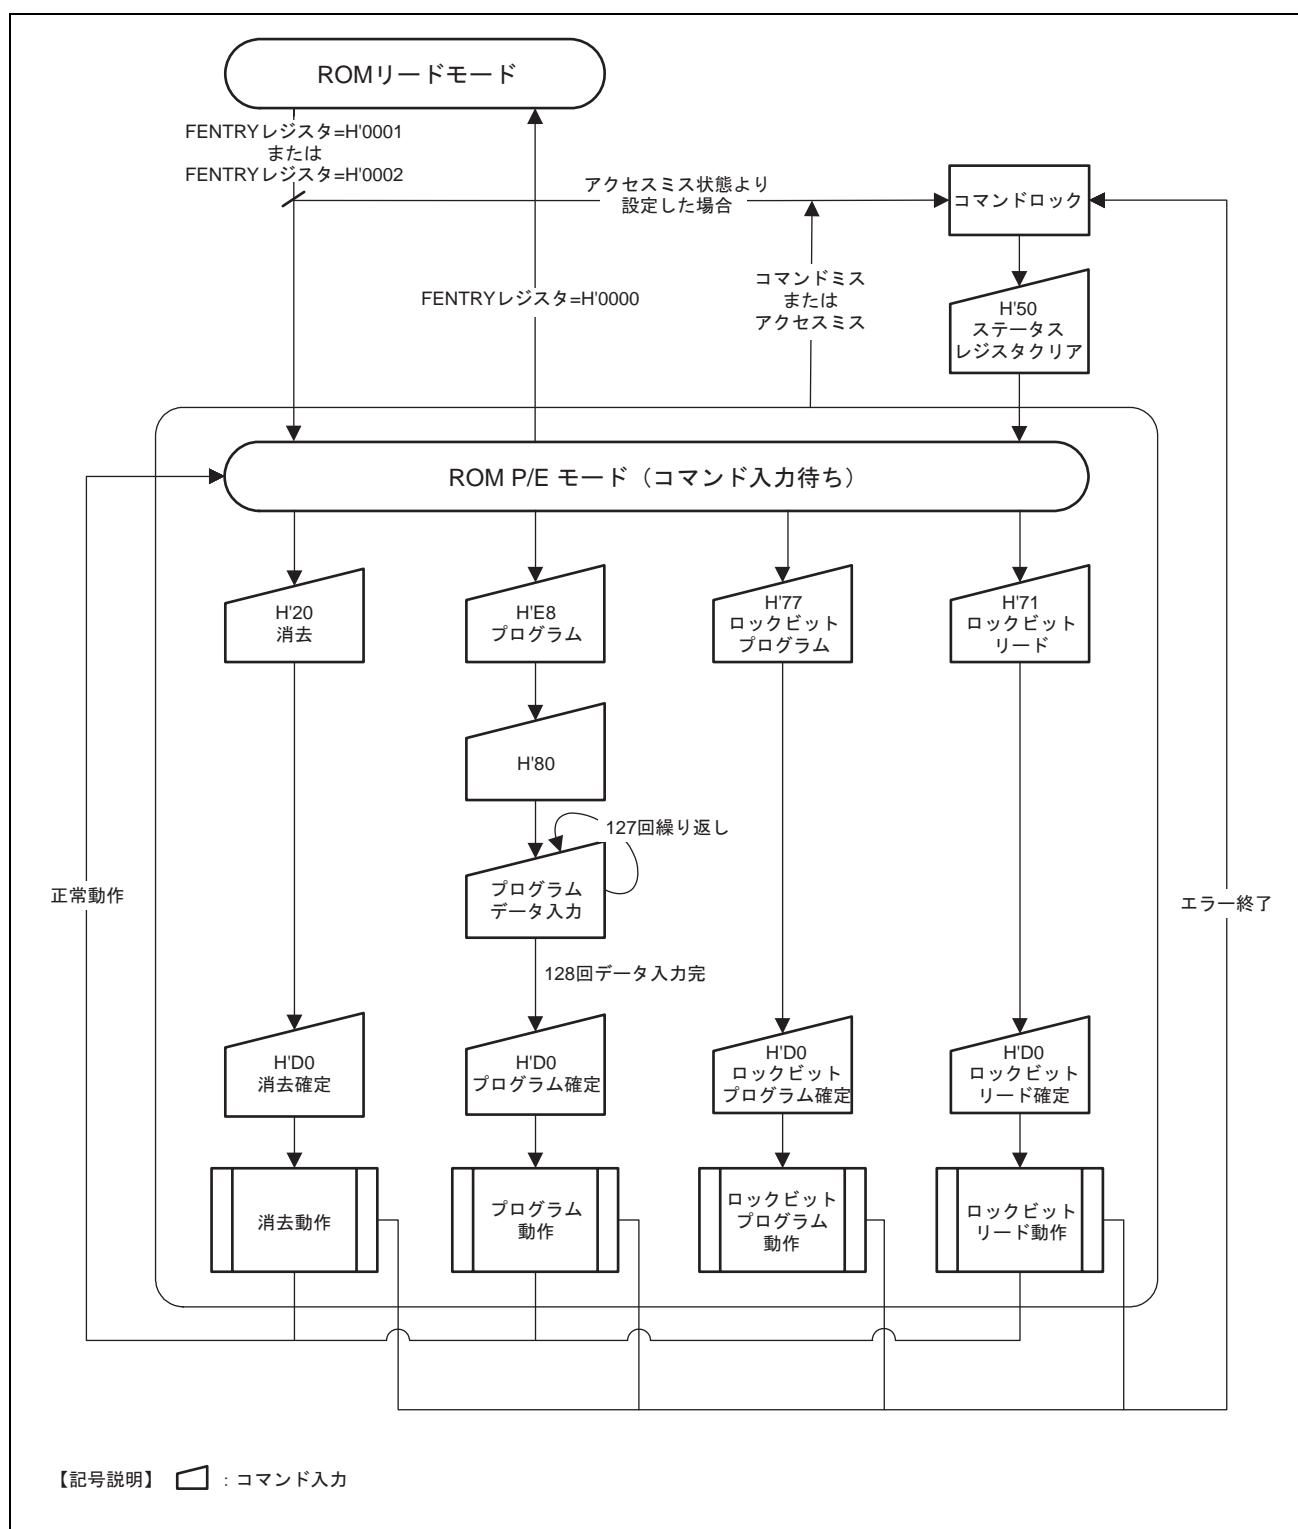 ROMリードモード
FENTRYレジスタ=H'0001
または
FENTRYレジスタ=H'0002
アクセスミス状態より
設定した場合
コマンドロック
コマンドミス
または
アクセスミス
FENTRYレジスタ=H'0000
H'50
ステータス
レジスタクリア
ROM P/E モード（コマンド入力待ち）
H'20
消去
H'E8
プログラム
H'77
ロックビット
プログラム
H'71
ロックビット
リード
H'80
127回繰り返し
プログラム
データ入力
正常動作
エラー終了
128回データ入力完
H'D0
消去確定
H'D0
プログラム確定
H'D0
ロックビット
プログラム確定
H'D0
ロックビット
リード確定
消去動作
プログラム
動作
ロックビット
プログラム
動作
ロックビット
リード動作
【記号説明】 : コマンド入力